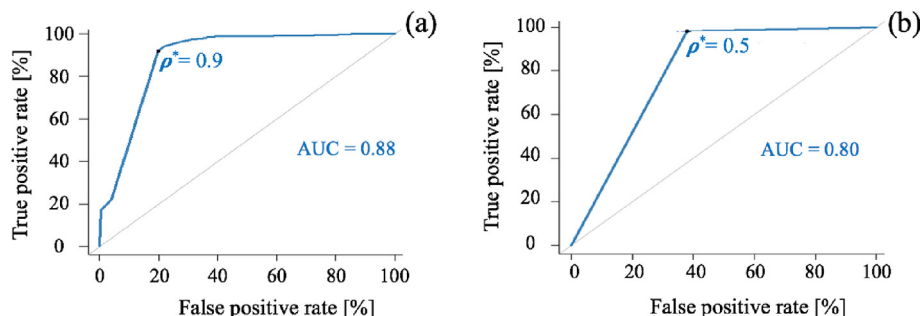 (a)
100
80
60
40
20
0
True positive rate [%]
ρ*= 0.9
AUC = 0.88
0 20 40 60 80 100
False positive rate [%]
(b)
100
80
60
40
20
0
True positive rate [%]
ρ*= 0.5
AUC = 0.80
0 20 40 60 80 100
False positive rate [%]